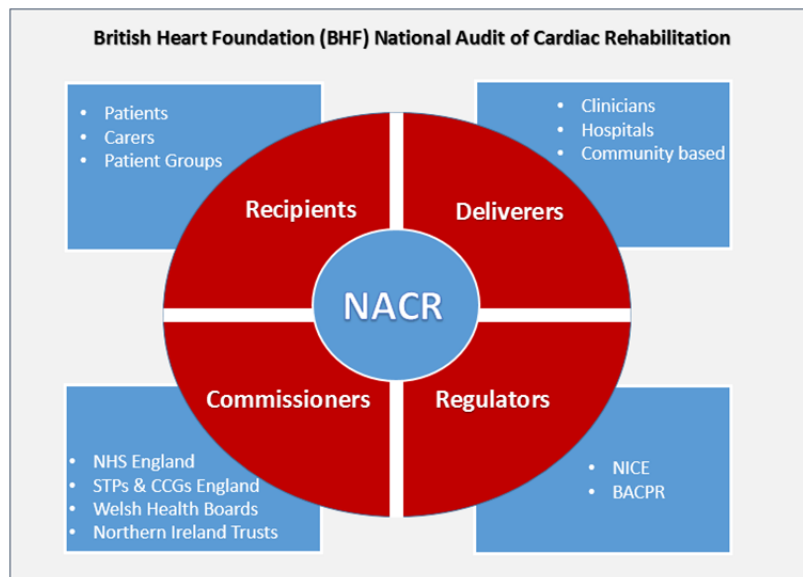 British Heart Foundation (BHF) National Audit of Cardiac Rehabilitation
• Patients
• Carers
• Patient Groups
• Clinicians
• Hospitals
• Community based
Recipients
Deliverers
NACR
Commissioners
Regulators
• NHS England
• STPs & CCGs England
• Welsh Health Boards
• Northern Ireland Trusts
• NICE
• BACPR